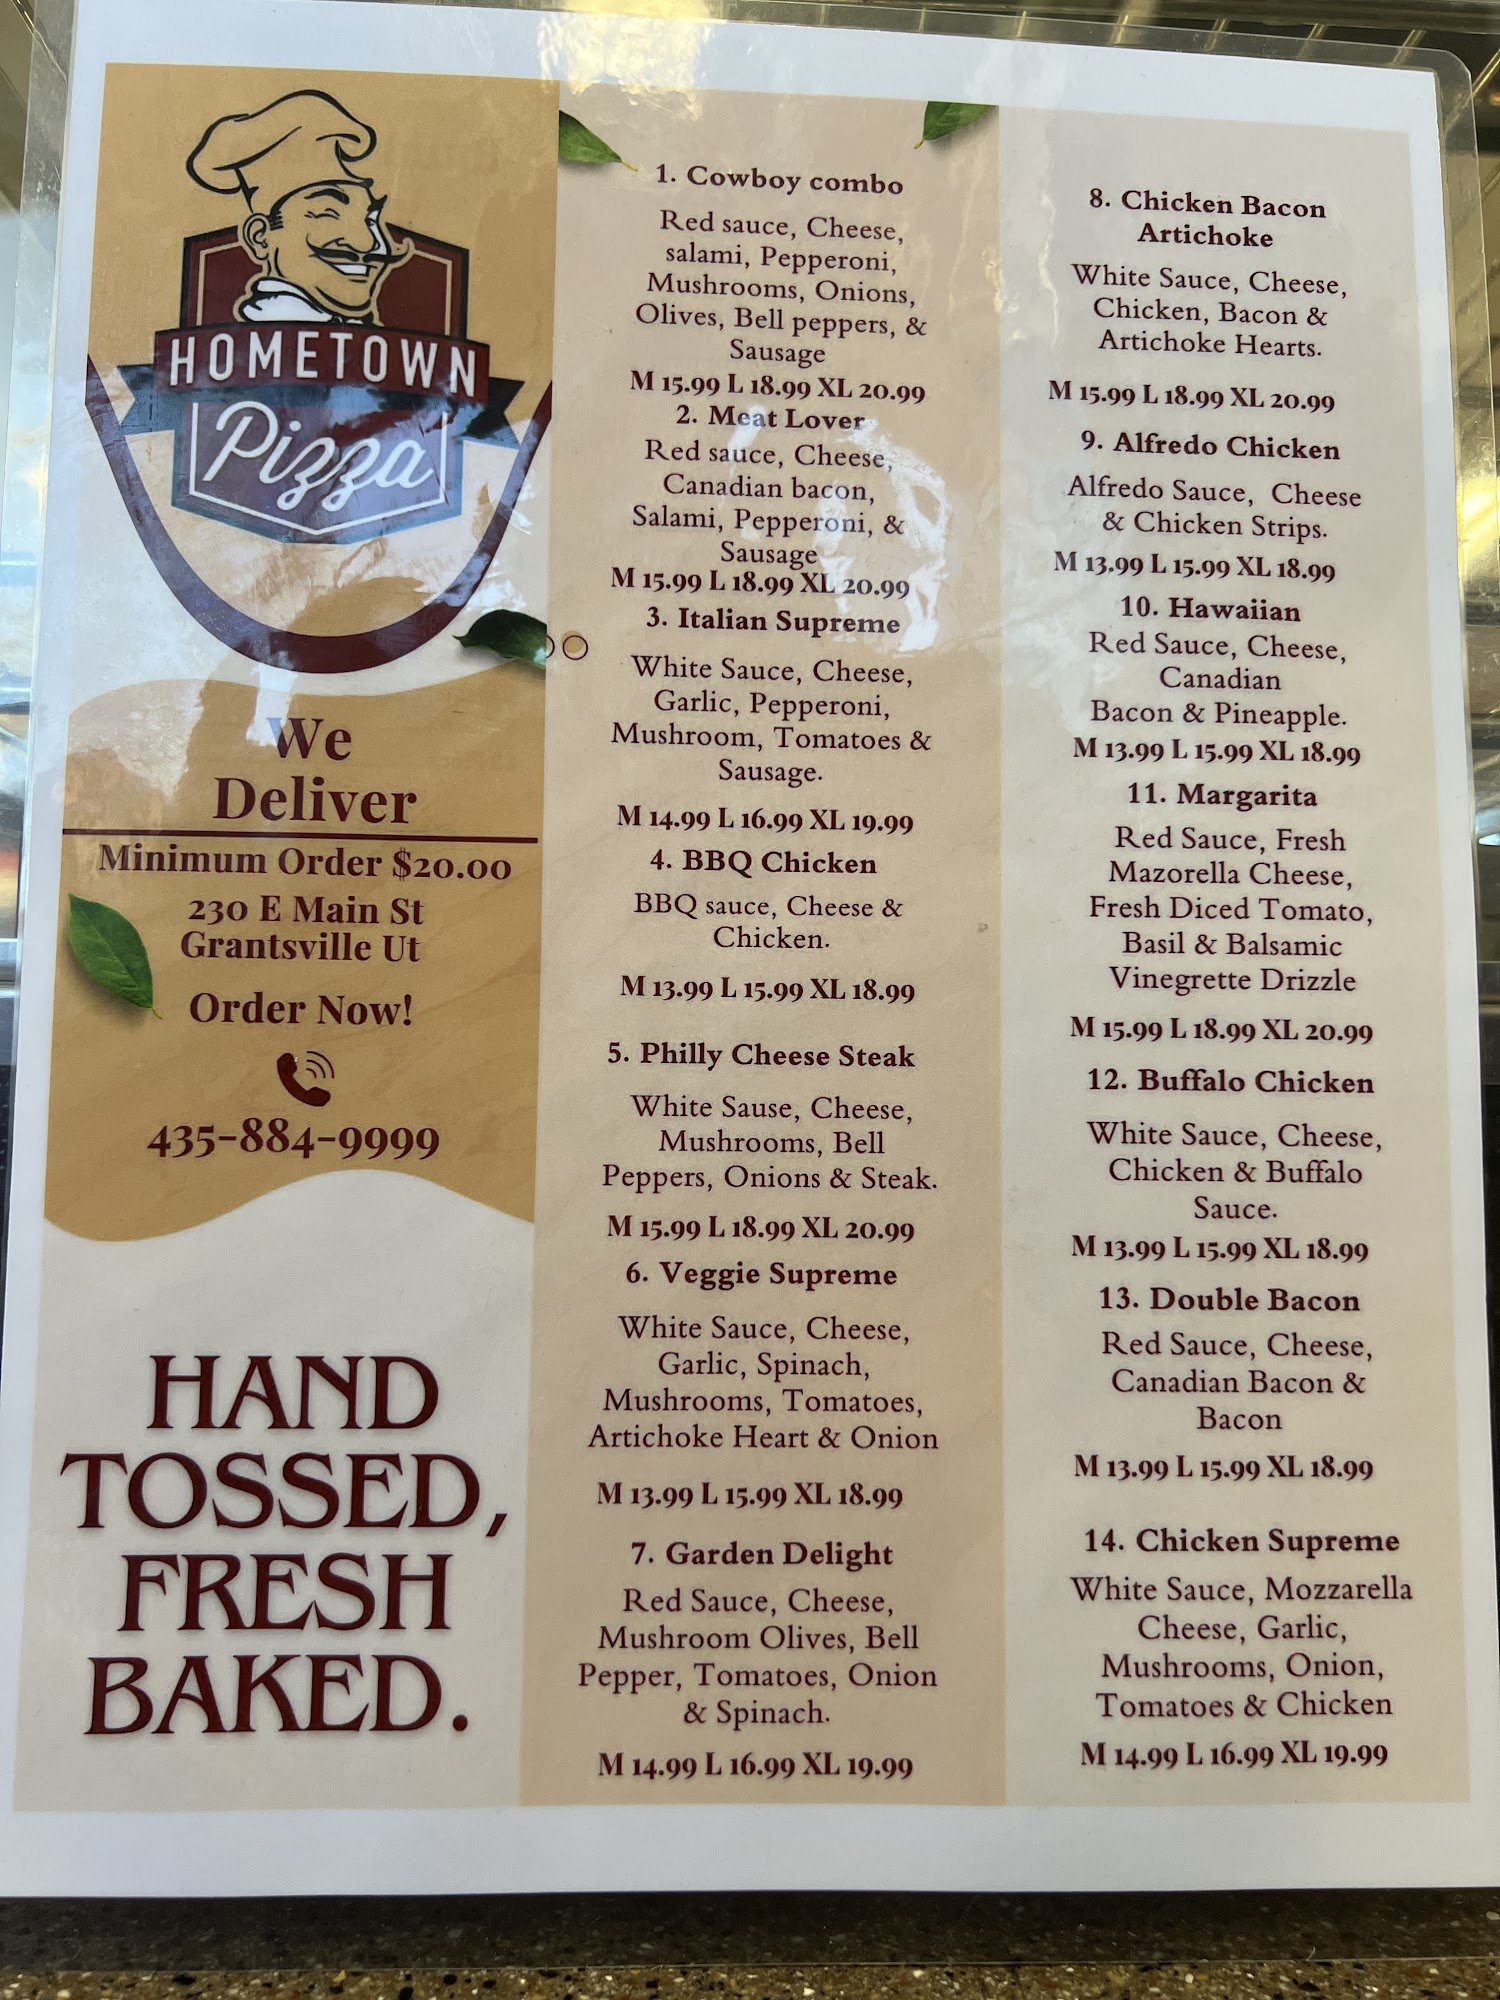 HOMETOWN
Pizza
We
Deliver
Minimum Order $20.00
230 E Main St
Grantsville Ut
Order Now!
435-884-9999
HAND
TOSSED,
FRESH
BAKED.
1. Cowboy combo
Red sauce, Cheese,
salami, Pepperoni,
Mushrooms, Onions,
Olives, Bell peppers, &
Sausage
M 15.99 L 18.99 XL 20.99
2. Meat Lover
Red sauce, Cheese,
Canadian bacon,
Salami, Pepperoni, &
Sausage
M 15.99 L 18.99 XL 20.99
3. Italian Supreme
White Sauce, Cheese,
Garlic, Pepperoni,
Mushroom, Tomatoes &
Sausage.
M 14.99 L 16.99 XL 19.99
4. BBQ Chicken
BBQ sauce, Cheese &
Chicken.
M 13.99 L 15.99 XL 18.99
5. Philly Cheese Steak
White Sause, Cheese,
Mushrooms, Bell
Peppers, Onions & Steak.
M 15.99 L 18.99 XL 20.99
6. Veggie Supreme
White Sauce, Cheese,
Garlic, Spinach,
Mushrooms, Tomatoes,
Artichoke Heart & Onion
M 13.99 L 15.99 XL 18.99
7. Garden Delight
Red Sauce, Cheese,
Mushroom Olives, Bell
Pepper, Tomatoes, Onion
& Spinach.
M 14.99 L 16.99 XL 19.99
8. Chicken Bacon
Artichoke
White Sauce, Cheese,
Chicken, Bacon &
Artichoke Hearts.
M 15.99 L 18.99 XL 20.99
9. Alfredo Chicken
Alfredo Sauce, Cheese
& Chicken Strips.
M 13.99 L 15.99 XL 18.99
10. Hawaiian
Red Sauce, Cheese,
Canadian
Bacon & Pineapple.
M 13.99 L 15.99 XL 18.99
11. Margarita
Red Sauce, Fresh
Mazorella Cheese,
Fresh Diced Tomato,
Basil & Balsamic
Vinegrette Drizzle
M 15.99 L 18.99 XL 20.99
12. Buffalo Chicken
White Sauce, Cheese,
Chicken & Buffalo
Sauce.
M 13.99 L 15.99 XL 18.99
13. Double Bacon
Red Sauce, Cheese,
Canadian Bacon &
Bacon
M 13.99 L 15.99 XL 18.99
14. Chicken Supreme
White Sauce, Mozzarella
Cheese, Garlic,
Mushrooms, Onion,
Tomatoes & Chicken
M 14.99 L 16.99 XL 19.99